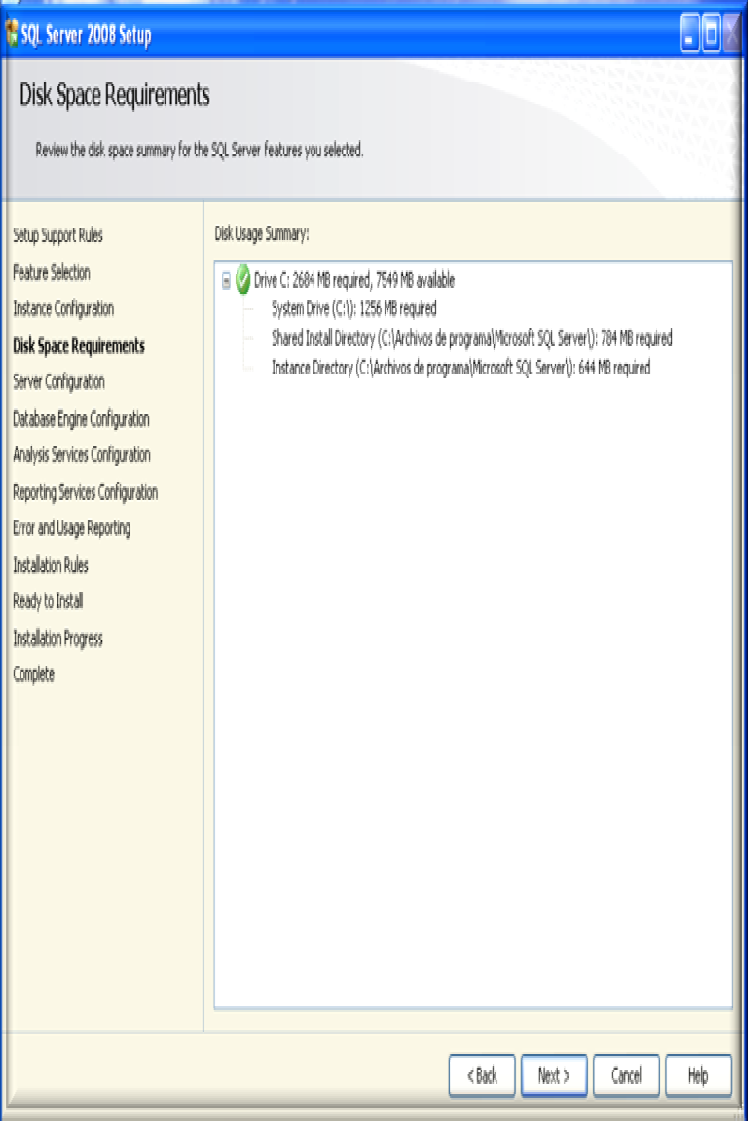 SQL Server 2008 Setup
Disk Space Requirements
Review the disk space summary for the SQL Server features you selected.
Setup Support Rules
Feature Selection
Instance Configuration
Disk Space Requirements
Server Configuration
Database Engine Configuration
Analysis Services Configuration
Reporting Services Configuration
Error and Usage Reporting
Installation Rules
Ready to Install
Installation Progress
Complete
Disk Usage Summary:
Drive C: 2684 MB required, 7549 MB available
System Drive (C:\): 1256 MB required
Shared Install Directory (C:\Archivos de programa\Microsoft SQL Server\): 784 MB required
Instance Directory (C:\Archivos de programa\Microsoft SQL Server\): 644 MB required
< Back
Next >
Cancel
Help